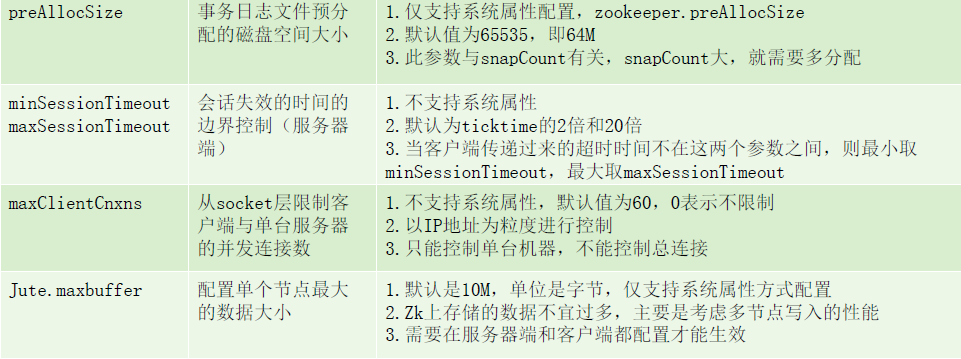 preAllocSize
事务日志文件预分
配的磁盘空间大小
1.仅支持系统属性配置，zookeeper.preAllocSize
2.默认值为65535，即64M
3.此参数与snapCount有关，snapCount大，就需要多分配
minSessionTimeout
maxSessionTimeout
会话失效的时间的
边界控制（服务器
端）
1.不支持系统属性
2.默认为ticktime的2倍和20倍
3.当客户端传递过来的超时时间不在这两个参数之间，则最小取
minSessionTimeout，最大取maxSessionTimeout
maxClientCnxns
从socket层限制客
户端与单台服务器
的并发连接数
1.不支持系统属性，默认值为60，0表示不限制
2.以IP地址为粒度进行控制
3.只能控制单台机器，不能控制总连接
Jute.maxbuffer
配置单个节点最大
的数据大小
1.默认是10M，单位是字节，仅支持系统属性方式配置
2.Zk上存储的数据不宜过多，主要是考虑多节点写入的性能
3.需要在服务器端和客户端都配置才能生效